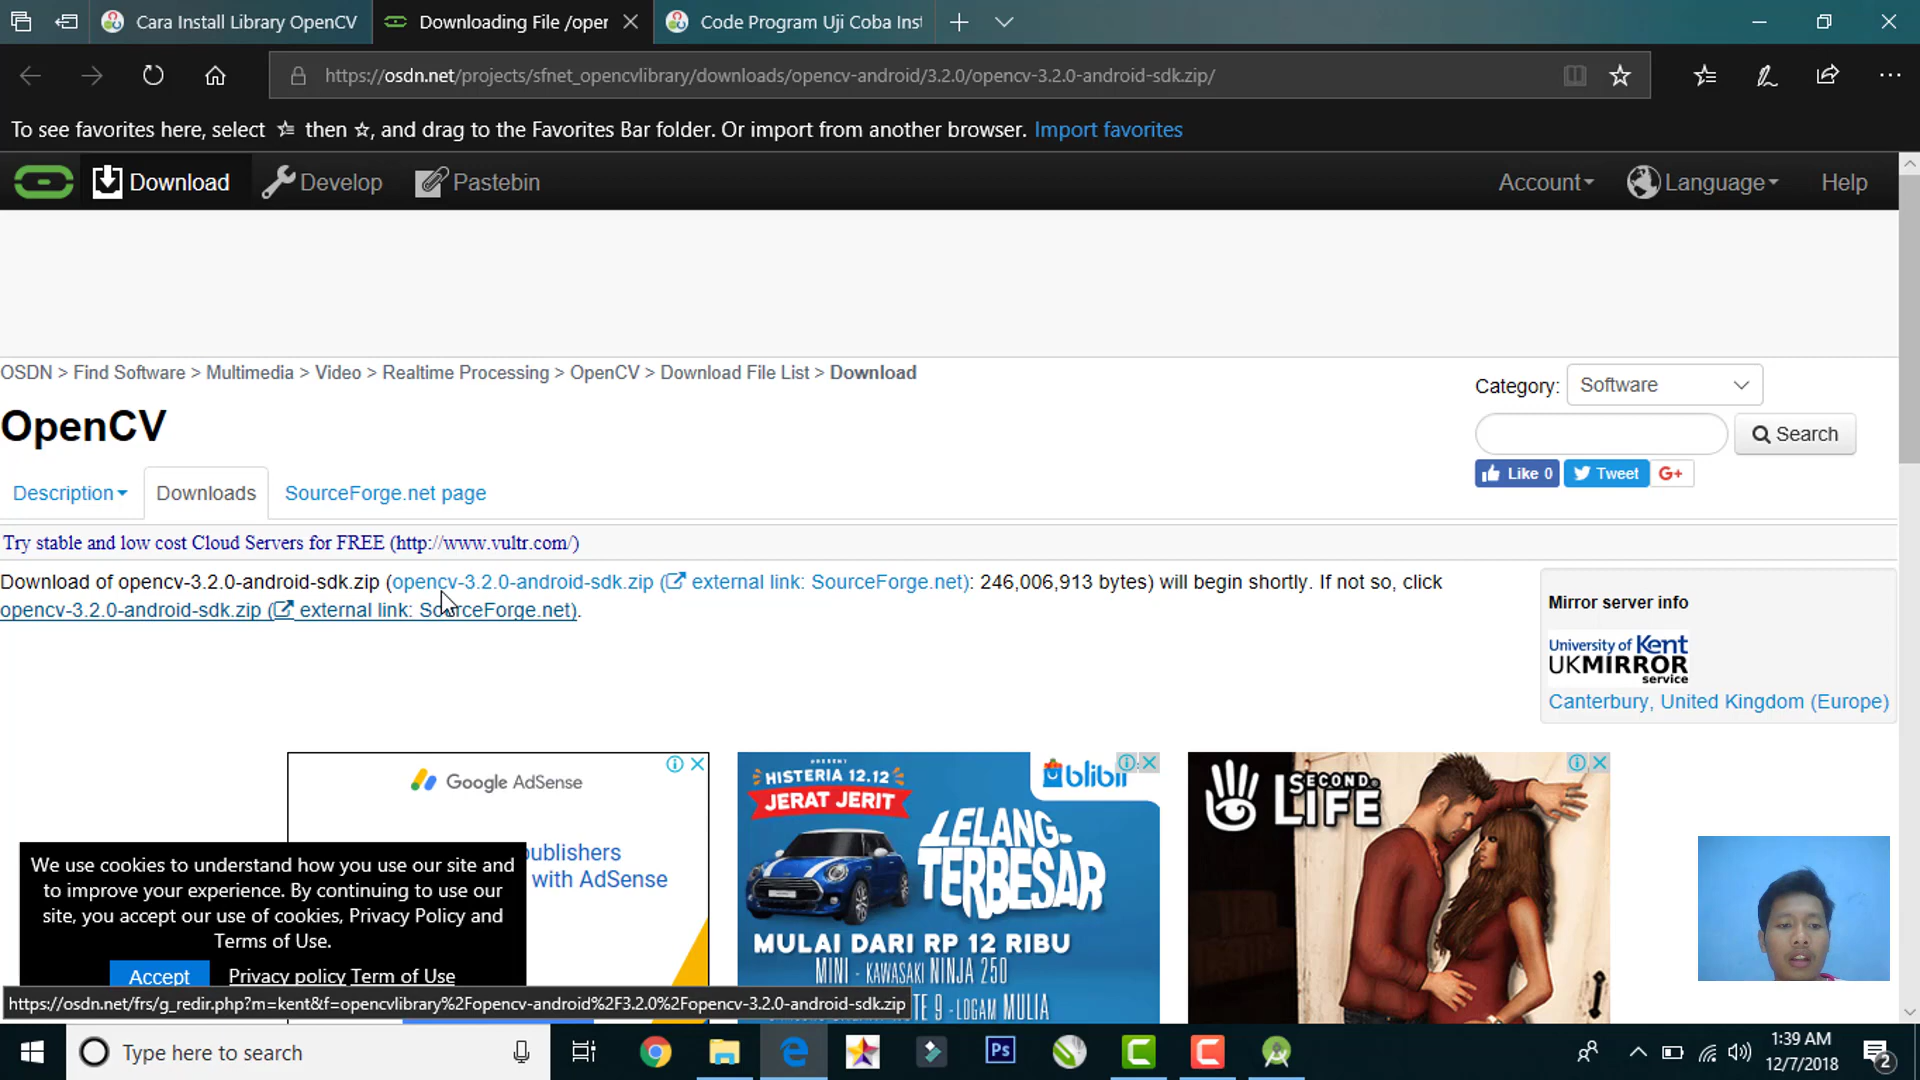 Cara Install Library OpenCV
Downloading File /oper
Code Program Uji Coba Inst
https://osdn.net/projects/sfnet_opencvlibrary/downloads/opencv-android/3.2.0/opencv-3.2.0-android-sdk.zip/
To see favorites here, select then ☆, and drag to the Favorites Bar folder. Or import from another browser. Import favorites
Download Develop Pastebin Account Language Help
OSDN > Find Software > Multimedia > Video > Realtime Processing > OpenCV > Download File List > Download
Category: Software
OpenCV
Search
Description Downloads SourceForge.net page
Like 0 Tweet G+
Try stable and low cost Cloud Servers for FREE (http://www.vultr.com/)
Download of opencv-3.2.0-android-sdk.zip (opencv-3.2.0-android-sdk.zip ( external link: SourceForge.net): 246,006,913 bytes) will begin shortly. If not so, click
opencv-3.2.0-android-sdk.zip ( external link: SourceForge.net).
Mirror server info
University of Kent
UKMIRROR
service
Canterbury, United Kingdom (Europe)
Google AdSense
publishers
with AdSense
PRESENT
HISTERIA 12.12
JERAT JERIT
blibli
LELANG
TERBESAR
MULAI DARI RP 12 RIBU
MINI - KAWASAKI NINJA 250
TE 9 - LOGAM MULIA
SECOND
LIFE
We use cookies to understand how you use our site and
to improve your experience. By continuing to use our
site, you accept our use of cookies, Privacy Policy and
Terms of Use.
Accept Privacy policy Term of Use
https://osdn.net/frs/g_redir.php?m=kent&f=opencvlibrary%2Fopencv-android%2F3.2.0%2Fopencv-3.2.0-android-sdk.zip
Type here to search
Ps
1:39 AM
12/7/2018
2